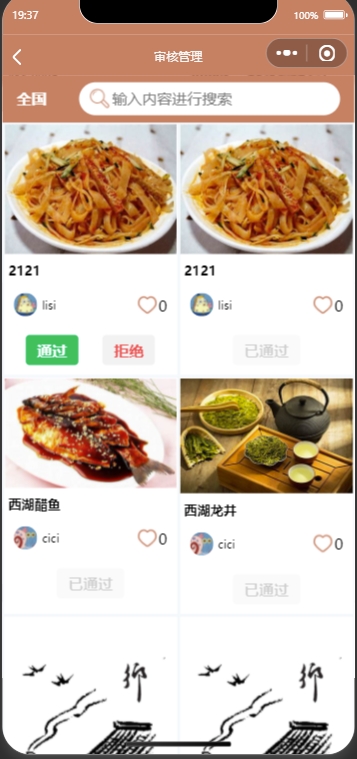 19:37
100%
审核管理
全国
输入内容进行搜索
2121
2121
lisi
0
lisi
0
通过
拒绝
已通过
西湖醋鱼
西湖龙井
cici
0
cici
0
已通过
已通过
乡
乡